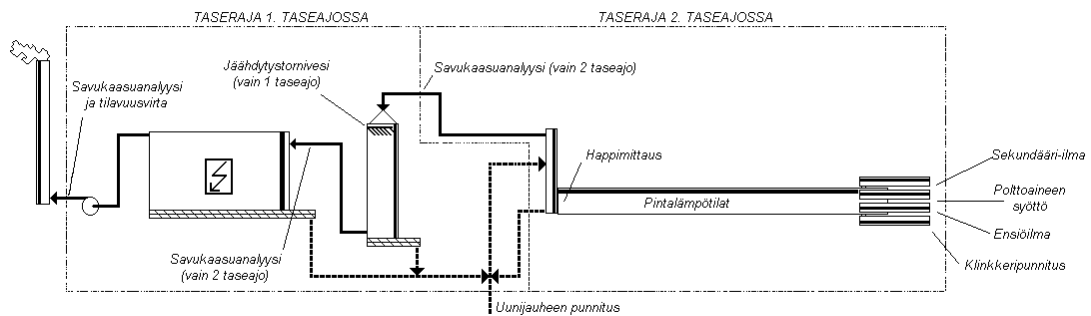 TASERAJA 1. TASEAJOSSA
TASERAJA 2. TASEAJOSSA
Jäähdytystornivesi
(vain 1 taseajo)
Savukaasuanalyysi (vain 2 taseajo)
Savukaasuanalyysi
ja tilavuusvirta
Happimittaus
Sekundääri-ilma
Polttoaineen
syöttö
Pintalämpötilat
Ensiöilma
Savukaasuanalyysi
(vain 2 taseajo)
Klinkkeripunnitus
Uunijauheen punnitus